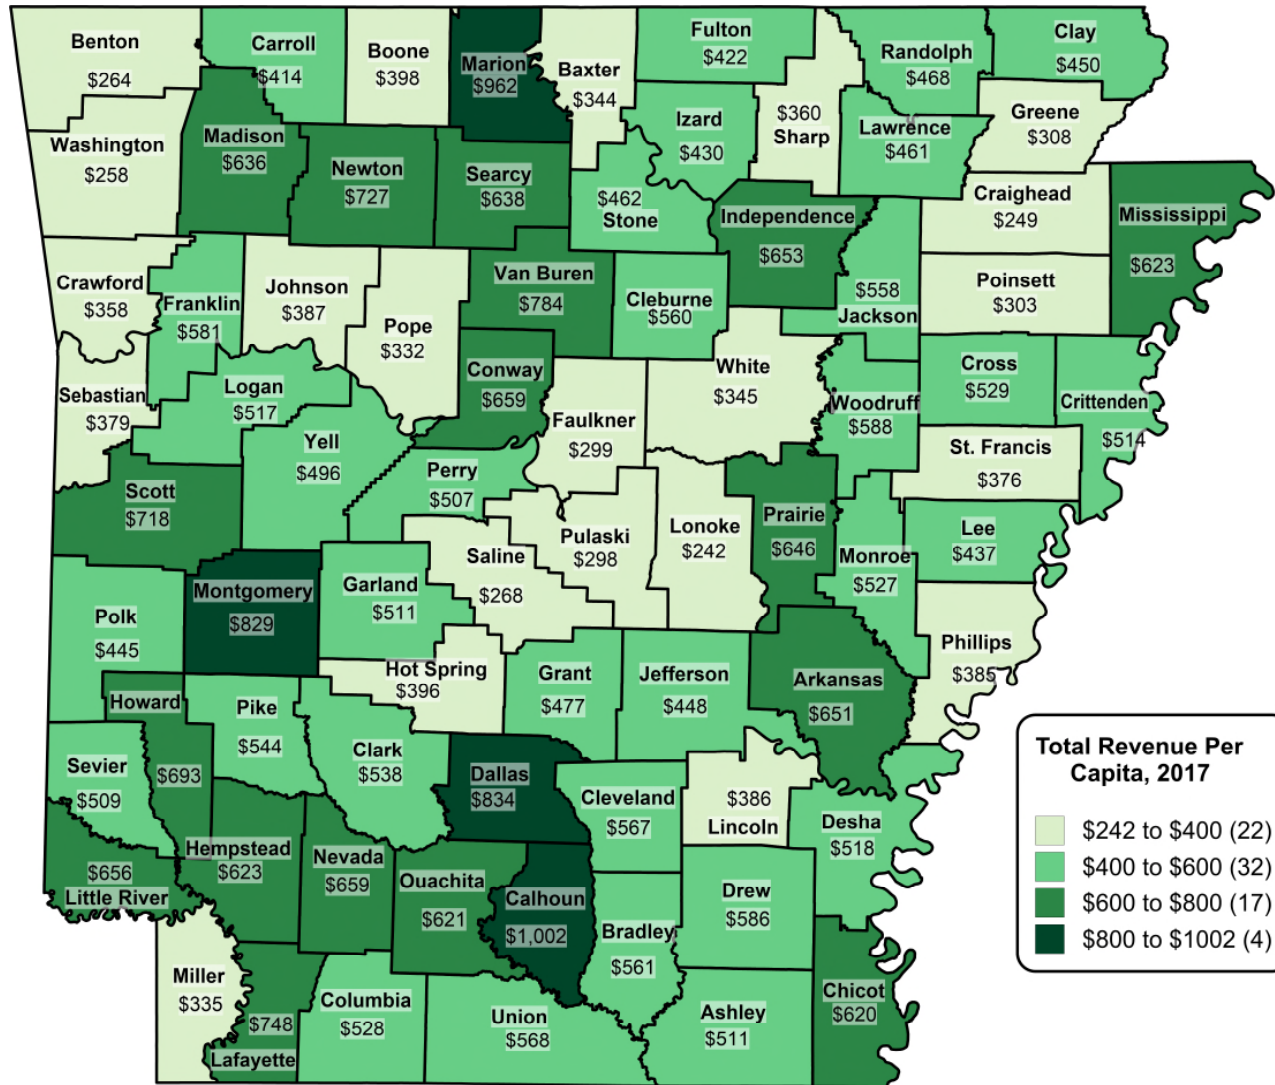 Benton
$264
Carroll
$414
Boone
$398
Marion
$962
Baxter
$344
Fulton
$422
Randolph
$468
Clay
$450
Washington
$258
Madison
$636
Newton
$727
Searcy
$638
Izard
$430
$360
Sharp
Lawrence
$461
Greene
$308
$462
Stone
Independence
$653
Craighead
$249
Mississippi
$623
Crawford
$358
Franklin
$581
Johnson
$387
Pope
$332
Van Buren
$784
Cleburne
$560
$558
Jackson
Poinsett
$303
Sebastian
$379
Logan
$517
Conway
$659
Faulkner
$299
White
$345
Woodruff
$588
Cross
$529
Crittenden
$514
Yell
$496
Perry
$507
St. Francis
$376
Scott
$718
Pulaski
$298
Lonoke
$242
Prairie
$646
Monroe
$527
Lee
$437
Saline
$268
Montgomery
$829
Garland
$511
Polk
$445
Hot Spring
$396
Grant
$477
Jefferson
$448
Arkansas
$651
Phillips
$385
Howard
$693
Pike
$544
Clark
$538
Sevier
$509
Dallas
$834
Cleveland
$567
$386
Lincoln
Desha
$518
$656
Little River
Hempstead
$623
Nevada
$659
Ouachita
$621
Calhoun
$1,002
Bradley
$561
Drew
$586
Miller
$335
$748
Lafayette
Columbia
$528
Union
$568
Ashley
$511
Chicot
$620
Total Revenue Per
Capita, 2017
$242 to $400 (22)
$400 to $600 (32)
$600 to $800 (17)
$800 to $1002 (4)